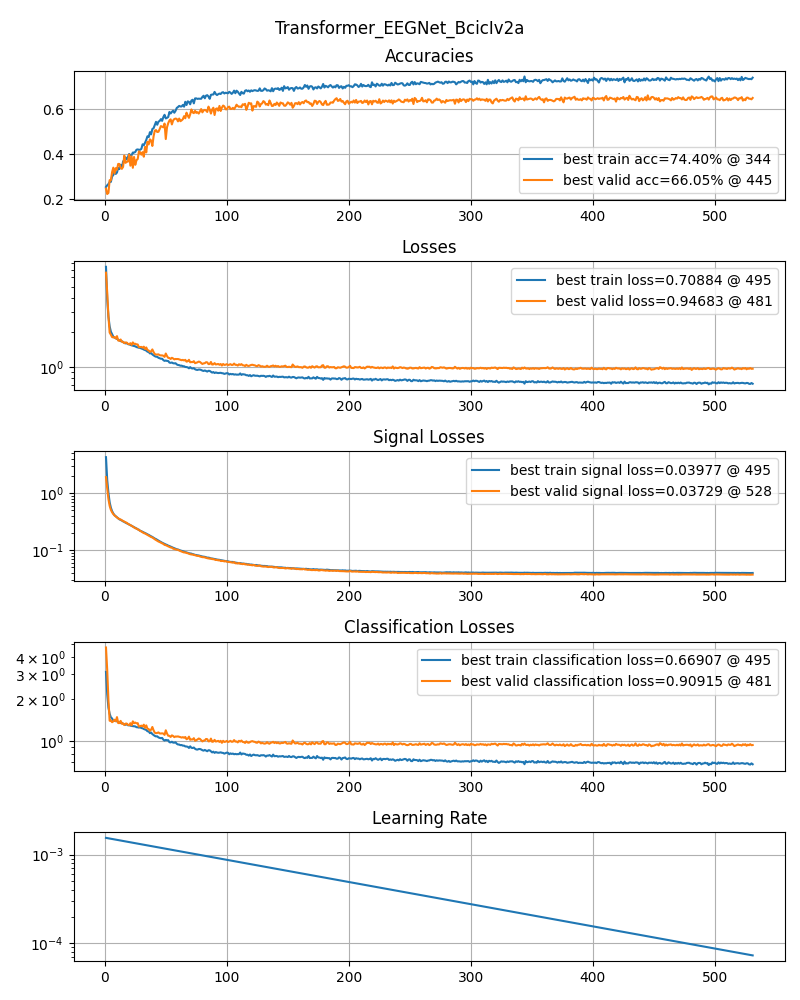 Transformer_EEGNet_BcicIv2a
Accuracies
0.6
0.4
0.2
best train acc=74.40% @ 344
best valid acc=66.05% @ 445
0 100 200 300 400 500
Losses
best train loss=0.70884 @ 495
best valid loss=0.94683 @ 481
10⁰
0 100 200 300 400 500
Signal Losses
best train signal loss=0.03977 @ 495
best valid signal loss=0.03729 @ 528
10⁰
10⁻¹
0 100 200 300 400 500
Classification Losses
4 × 10⁰
3 × 10⁰
2 × 10⁰
10⁰
best train classification loss=0.66907 @ 495
best valid classification loss=0.90915 @ 481
0 100 200 300 400 500
Learning Rate
10⁻³
10⁻⁴
0 100 200 300 400 500